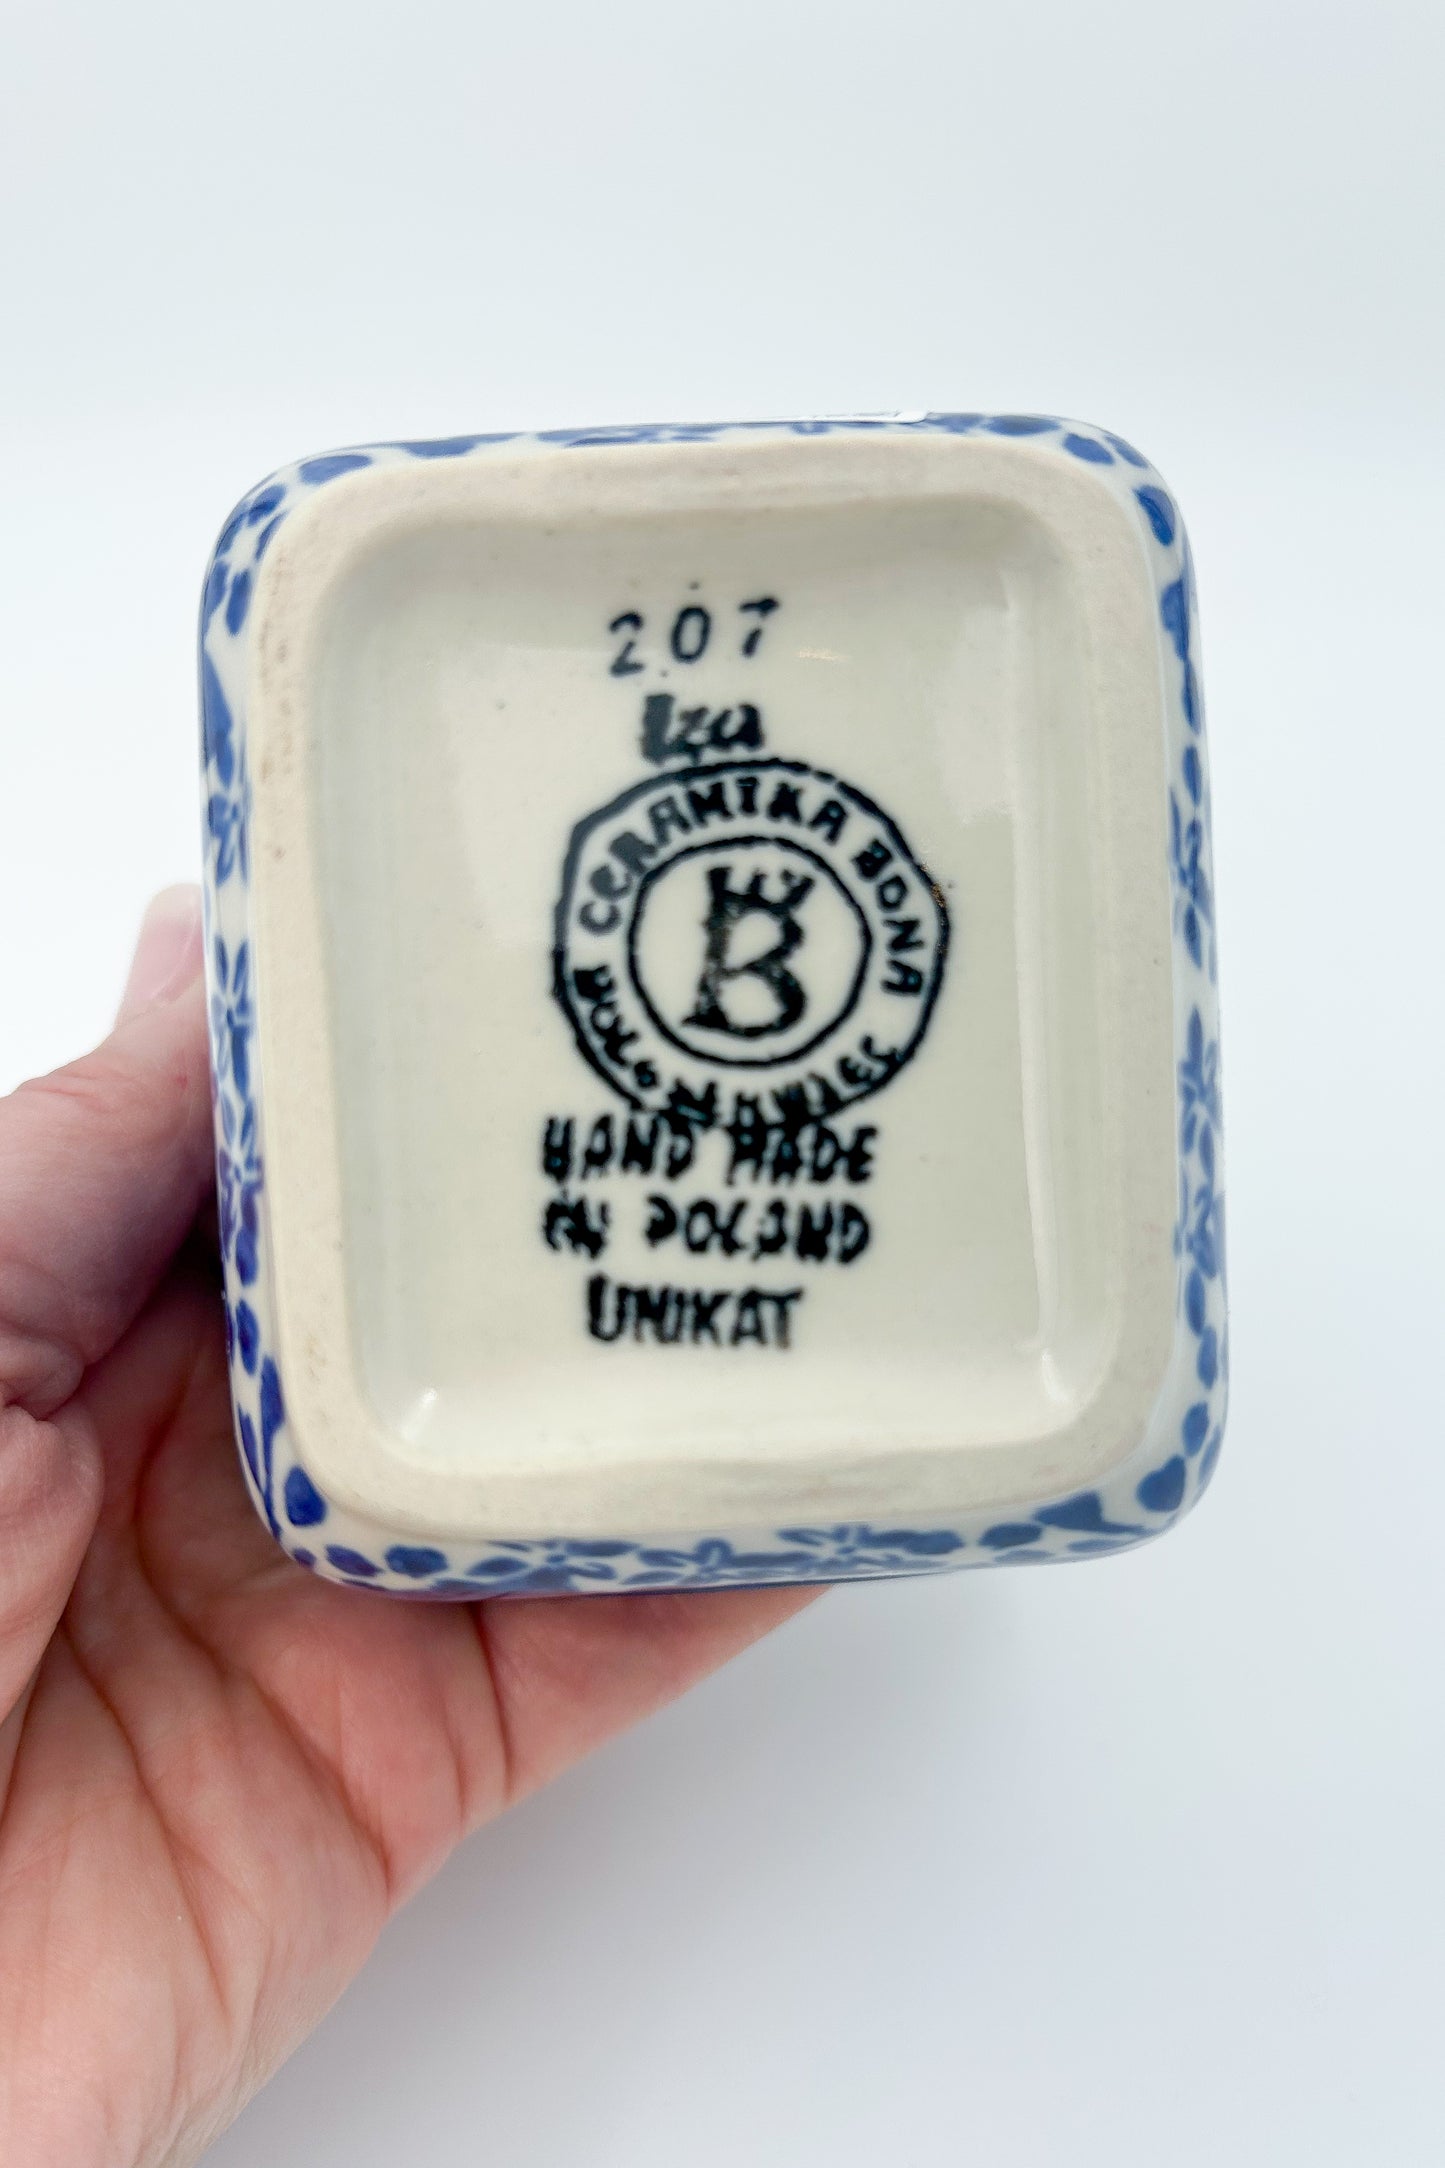 207
Iza
CERAMIKA BONA
B
HAND MADE
IN POLAND
UNIKAT